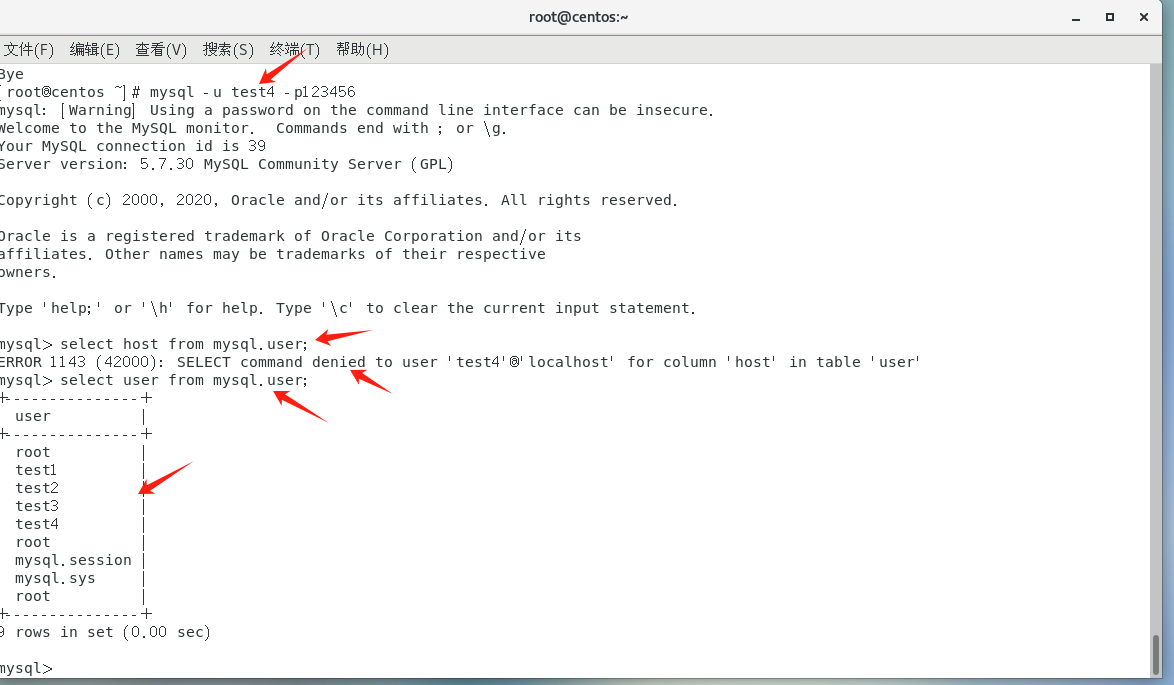 root@centos:~
文件(F) 编辑(E) 查看(V) 搜索(S) 终端(T) 帮助(H)
Bye
[root@centos ~]# mysql -u test4 -p123456
mysql: [Warning] Using a password on the command line interface can be insecure.
Welcome to the MySQL monitor.  Commands end with ; or \g.
Your MySQL connection id is 39
Server version: 5.7.30 MySQL Community Server (GPL)
Copyright (c) 2000, 2020, Oracle and/or its affiliates. All rights reserved.
Oracle is a registered trademark of Oracle Corporation and/or its
affiliates. Other names may be trademarks of their respective
owners.
Type 'help;' or '\h' for help. Type '\c' to clear the current input statement.
mysql> select host from mysql.user;
ERROR 1143 (42000): SELECT command denied to user 'test4'@'localhost' for column 'host' in table 'user'
mysql> select user from mysql.user;
+---------------+
user |
+---------------+
root |
test1 |
test2 |
test3 |
test4 |
root |
mysql.session |
mysql.sys |
root |
+---------------+
9 rows in set (0.00 sec)
mysql>